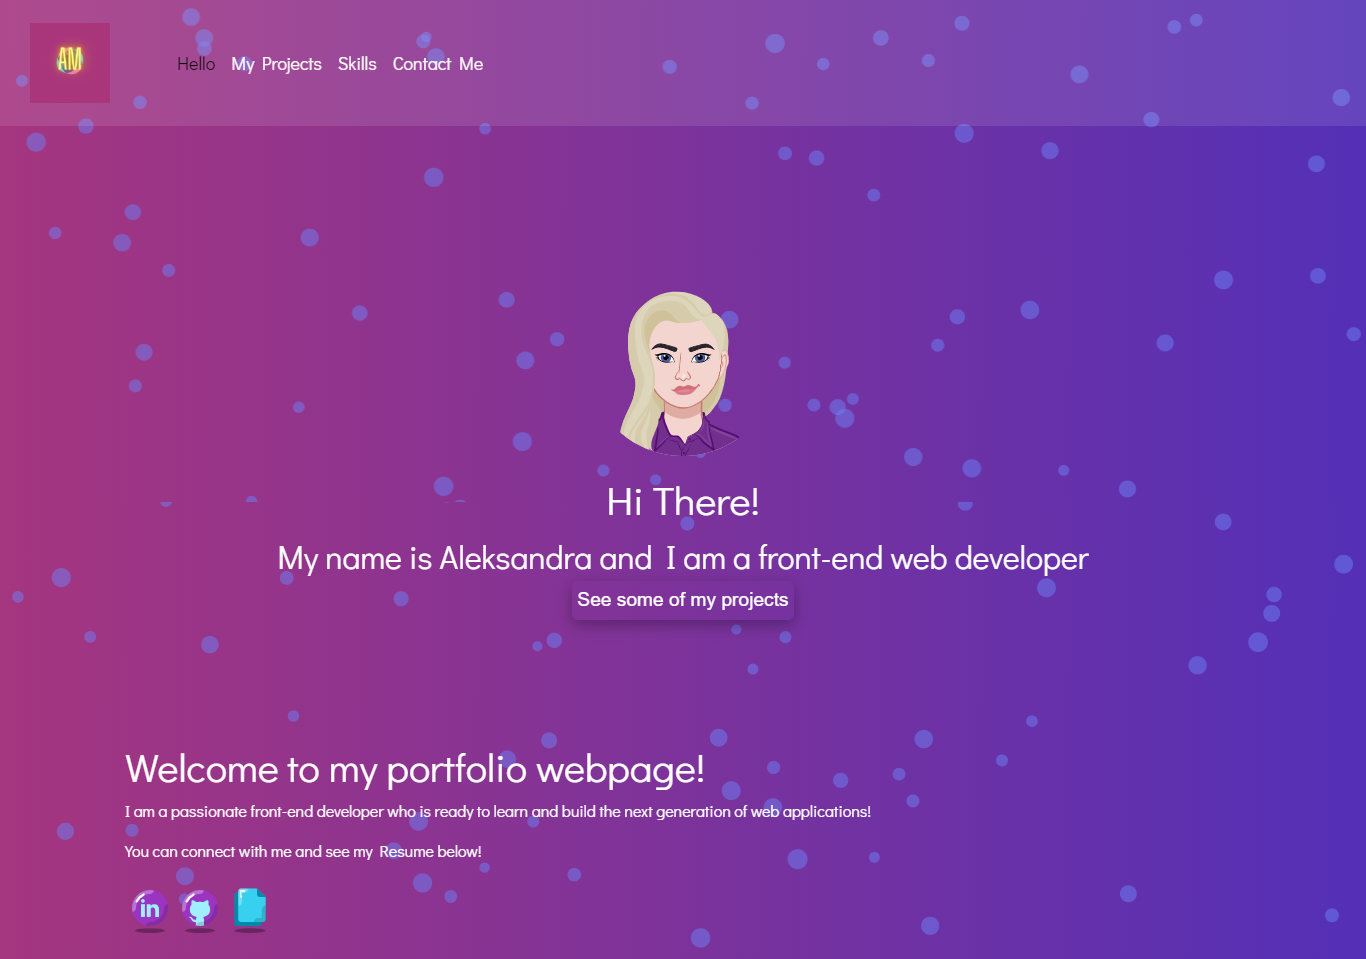 AM
Hello My Projects Skills Contact Me
Hi There!
My name is Aleksandra and I am a front-end web developer
See some of my projects
Welcome to my portfolio webpage!
I am a passionate front-end developer who is ready to learn and build the next generation of web applications!
You can connect with me and see my Resume below!
in